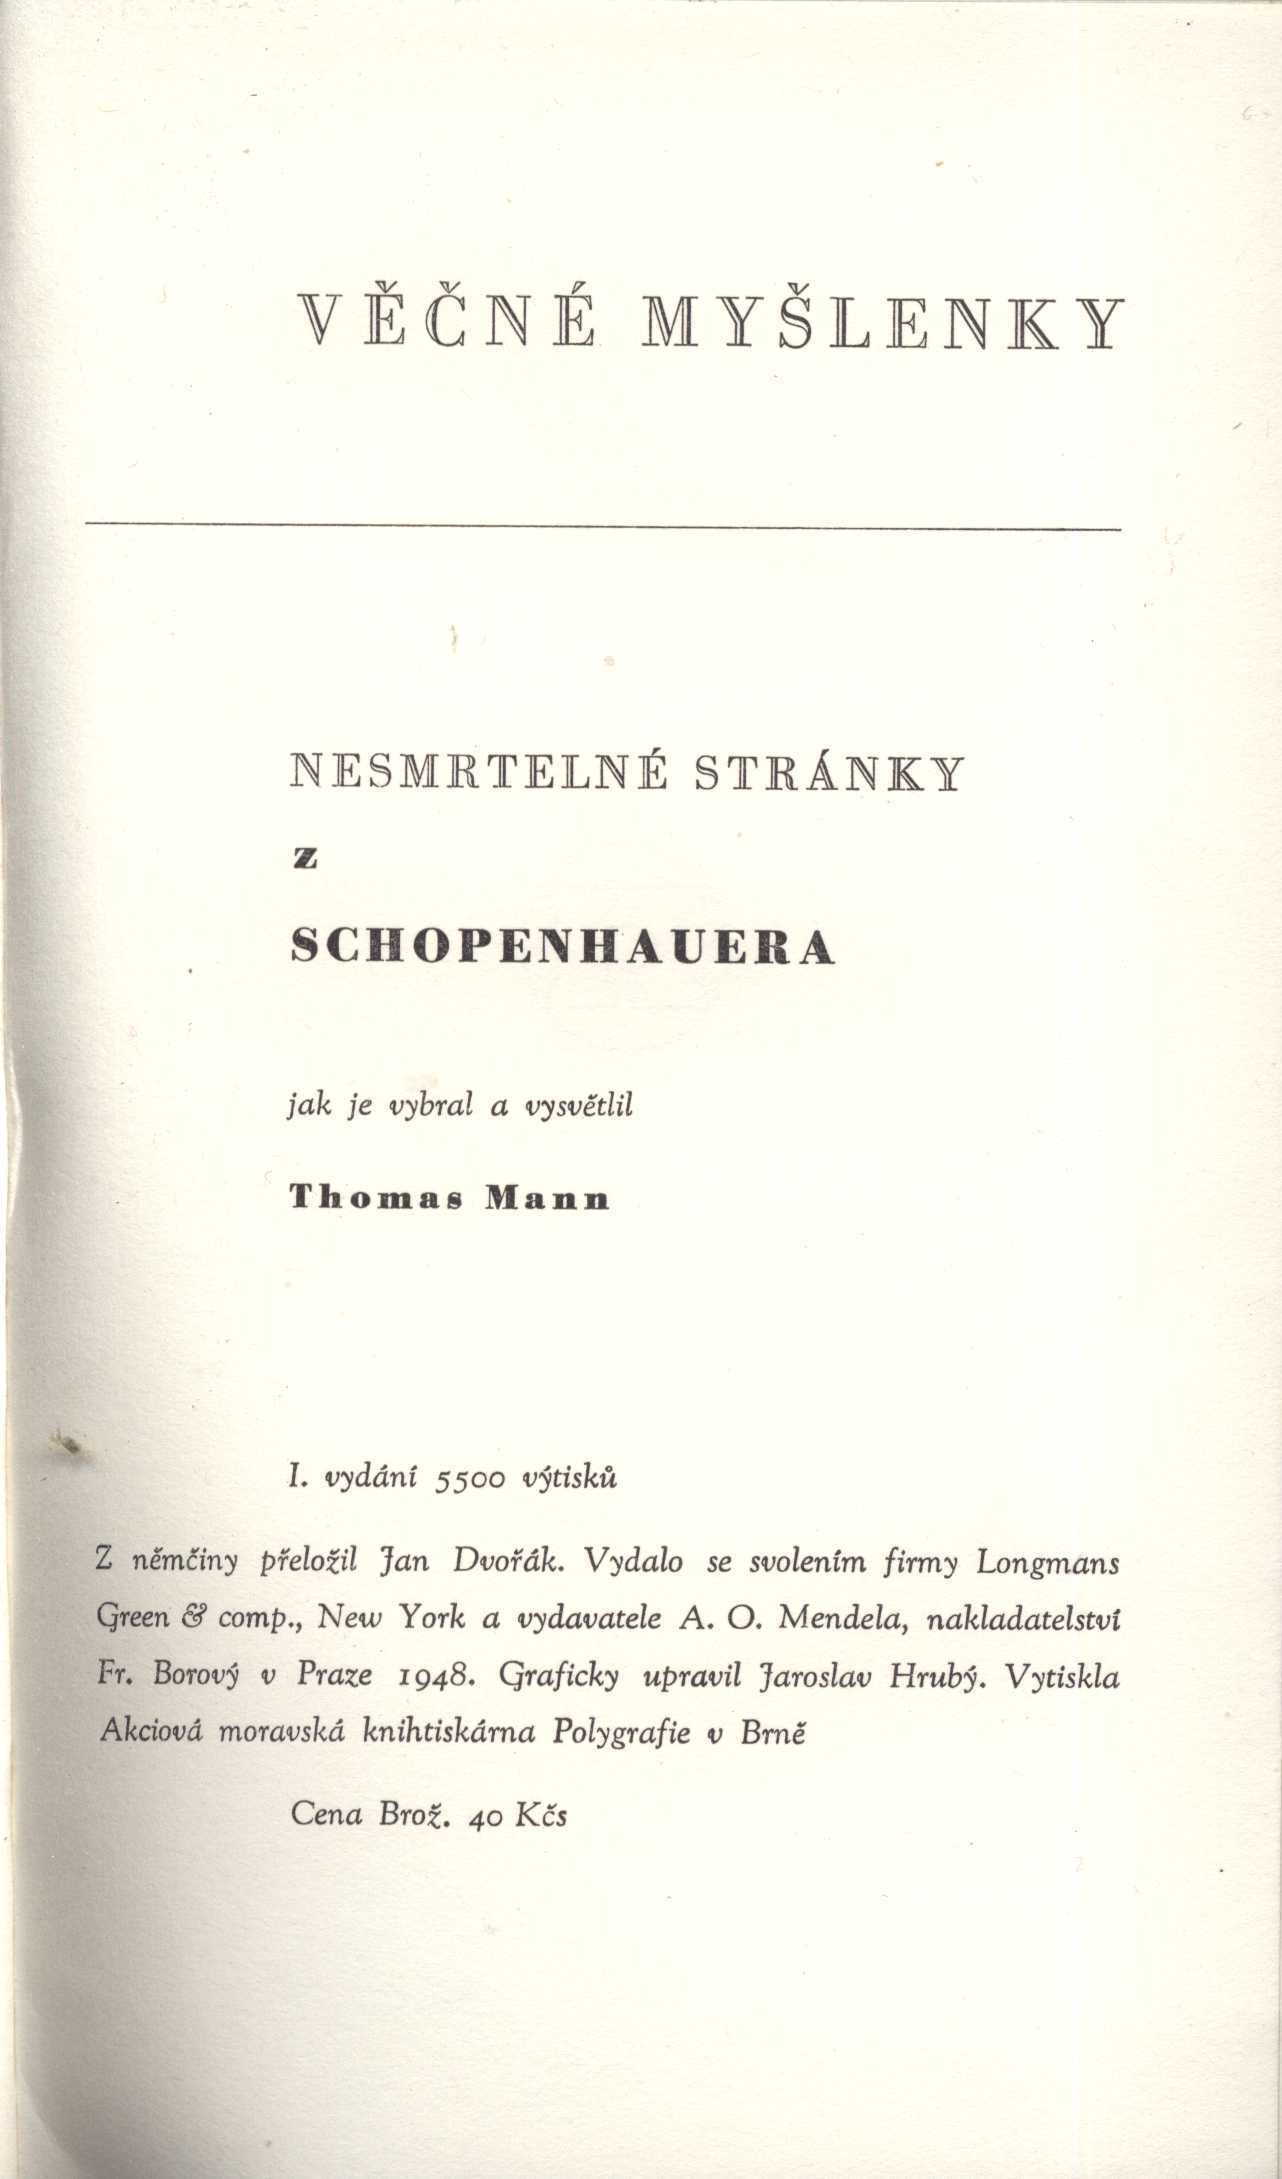 VĚČNÉ MYŠLENKY
NESMRTELNÉ STRÁNKY
z
SCHOPENHAUERA
jak je vybral a vysvětlil
Thomas Mann
I. vydání 5500 výtisků
Z němčiny přeložil Jan Dvořák. Vydalo se svolením firmy Longmans
Green & comp., New York a vydavatele A. O. Mendela, nakladatelství
Fr. Borový v Praze 1948. Graficky upravil Jaroslav Hrubý. Vytiskla
Akciová moravská knihtiskárna Polygrafie v Brně
Cena Brož. 40 Kčs